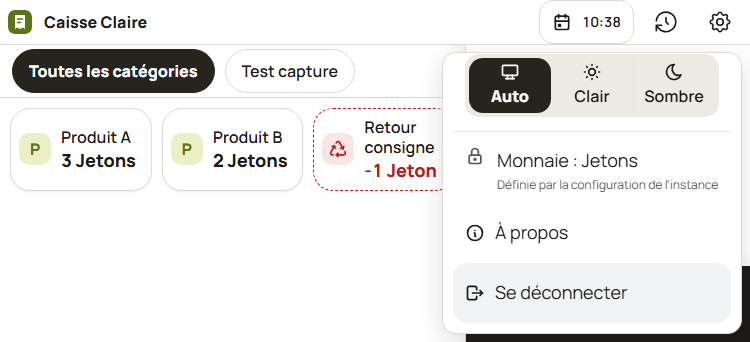 Caisse Claire
10:38
Toutes les catégories
Test capture
P
Produit A
3 Jetons
P
Produit B
2 Jetons
Retour
consigne
-1 Jeton
Auto
Clair
Sombre
Monnaie : Jetons
Définie par la configuration de l'instance
À propos
Se déconnecter